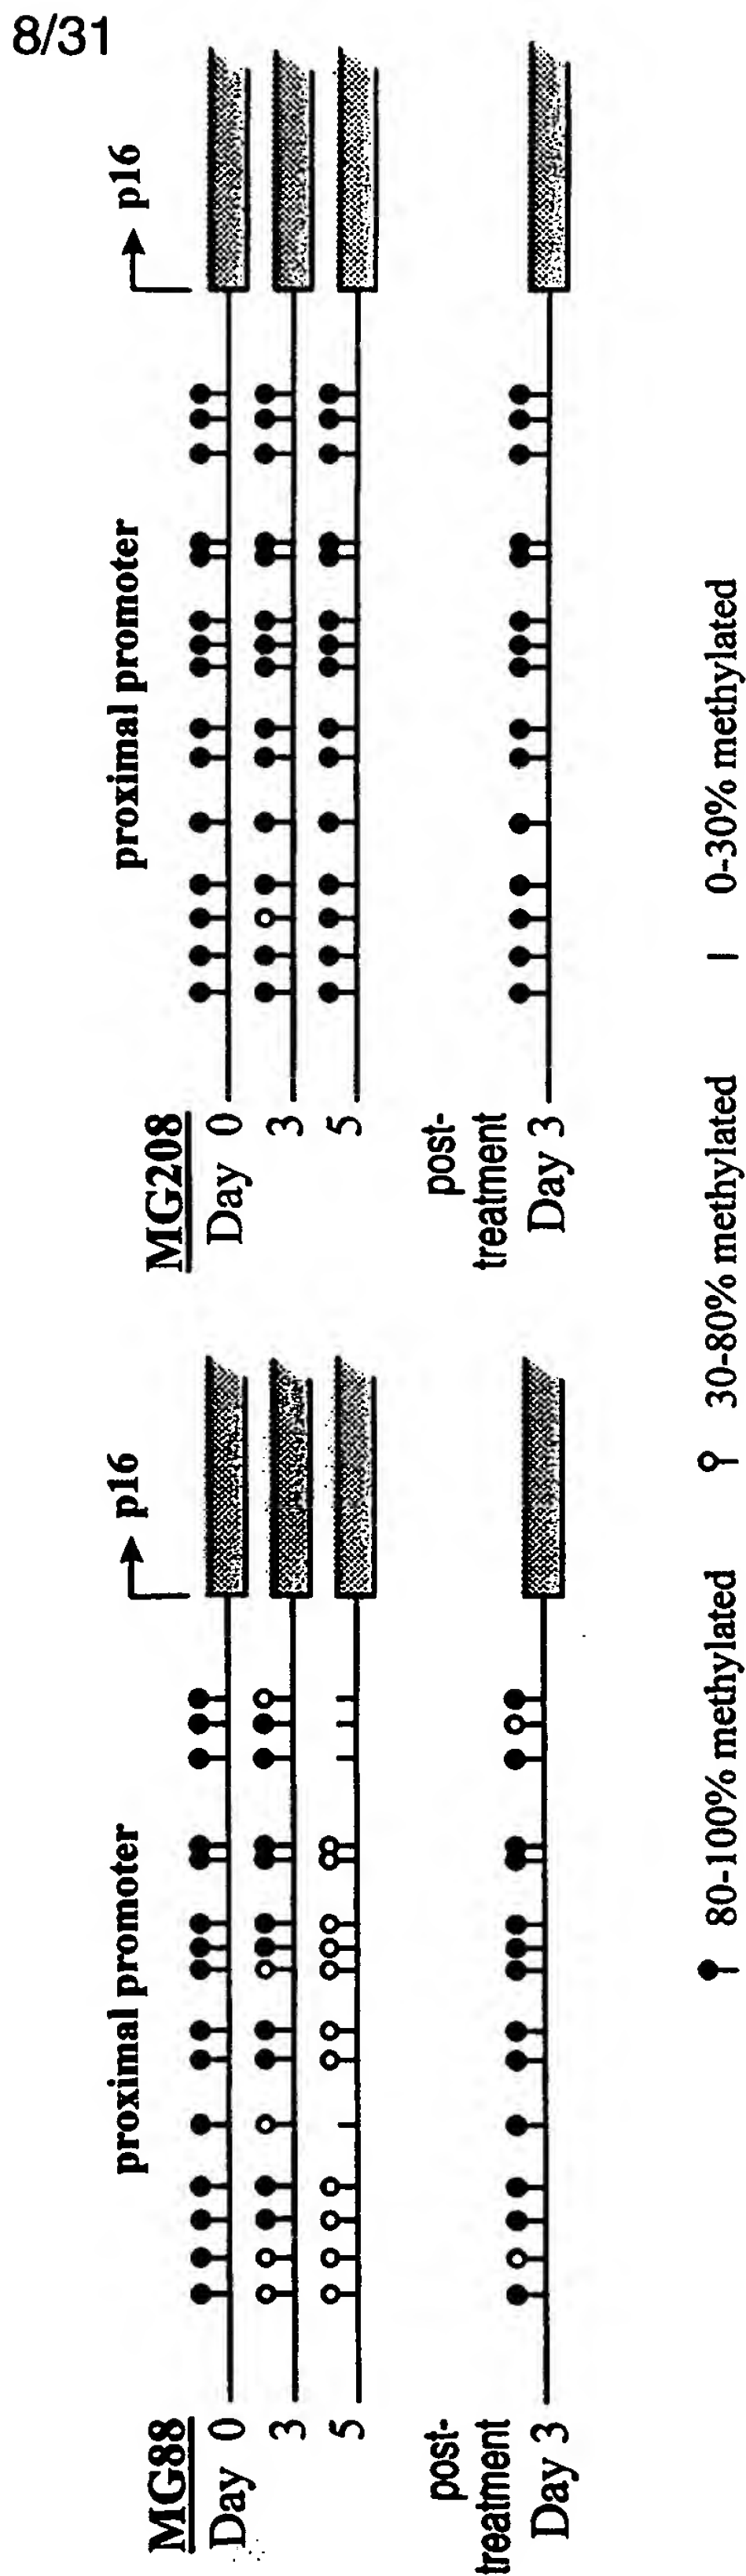 8/31
MG88
proximal promoter
p16
Day 0
3
5
post-
treatment
Day 3
MG208
proximal promoter
p16
Day 0
3
5
post-
treatment
Day 3
80-100% methylated
30-80% methylated
0-30% methylated